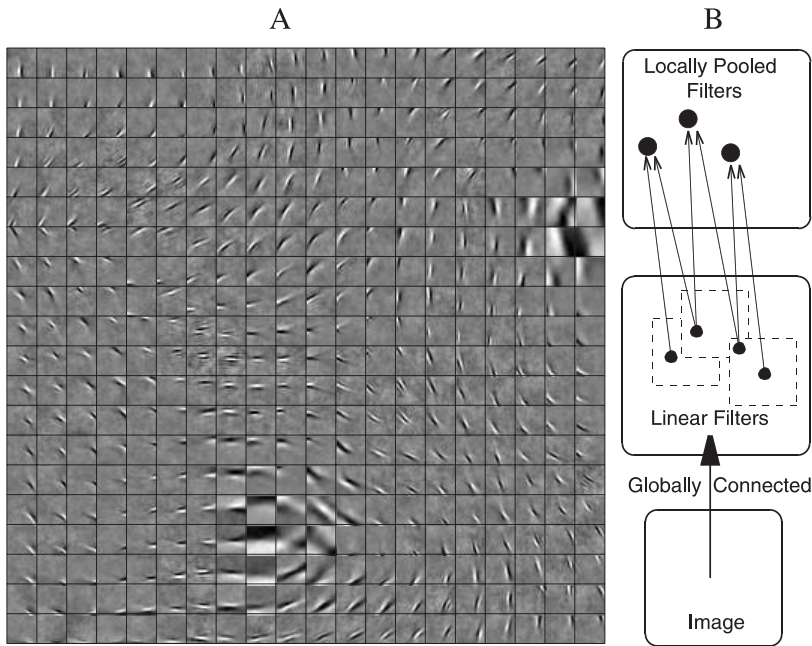 A
B
Locally Pooled
Filters
Linear Filters
Globally Connected
Image